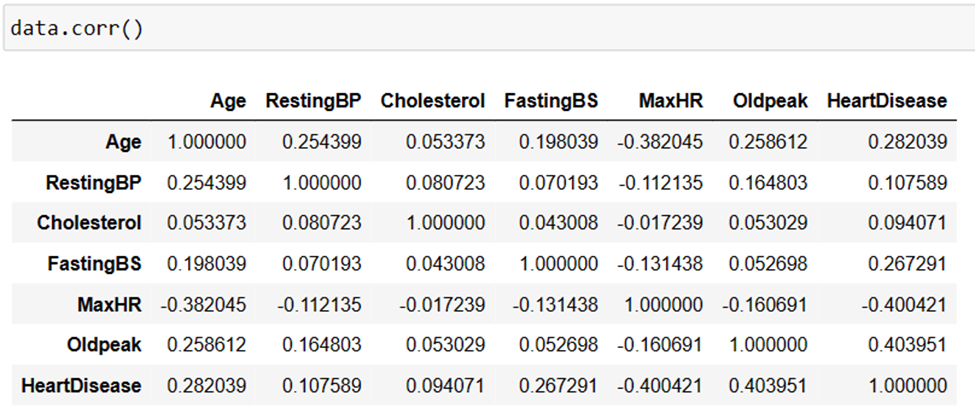 data.corr()
Age RestingBP Cholesterol FastingBS MaxHR Oldpeak HeartDisease
Age 1.000000 0.254399 0.053373 0.198039 -0.382045 0.258612 0.282039
RestingBP 0.254399 1.000000 0.080723 0.070193 -0.112135 0.164803 0.107589
Cholesterol 0.053373 0.080723 1.000000 0.043008 -0.017239 0.053029 0.094071
FastingBS 0.198039 0.070193 0.043008 1.000000 -0.131438 0.052698 0.267291
MaxHR -0.382045 -0.112135 -0.017239 -0.131438 1.000000 -0.160691 -0.400421
Oldpeak 0.258612 0.164803 0.053029 0.052698 -0.160691 1.000000 0.403951
HeartDisease 0.282039 0.107589 0.094071 0.267291 -0.400421 0.403951 1.000000